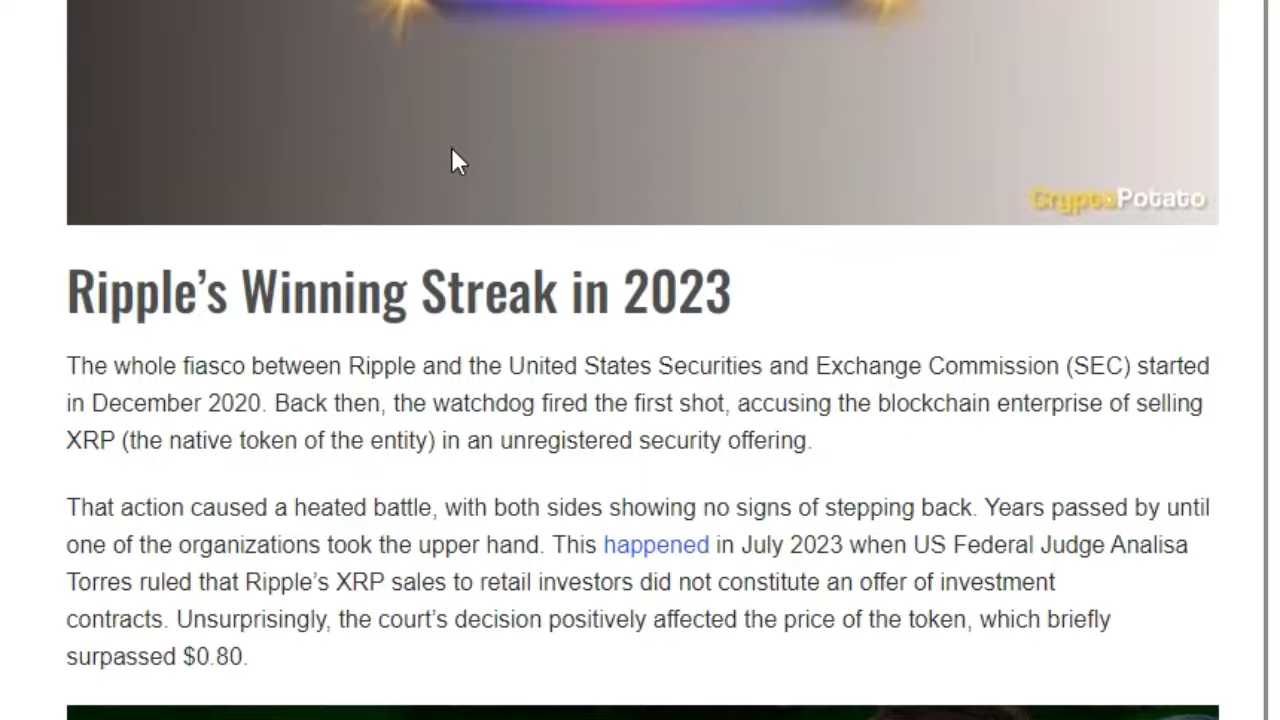 CryptoPotato
Ripple’s Winning Streak in 2023
The whole fiasco between Ripple and the United States Securities and Exchange Commission (SEC) started
in December 2020. Back then, the watchdog fired the first shot, accusing the blockchain enterprise of selling
XRP (the native token of the entity) in an unregistered security offering.
That action caused a heated battle, with both sides showing no signs of stepping back. Years passed by until
one of the organizations took the upper hand. This happened in July 2023 when US Federal Judge Analisa
Torres ruled that Ripple’s XRP sales to retail investors did not constitute an offer of investment
contracts. Unsurprisingly, the court’s decision positively affected the price of the token, which briefly
surpassed $0.80.